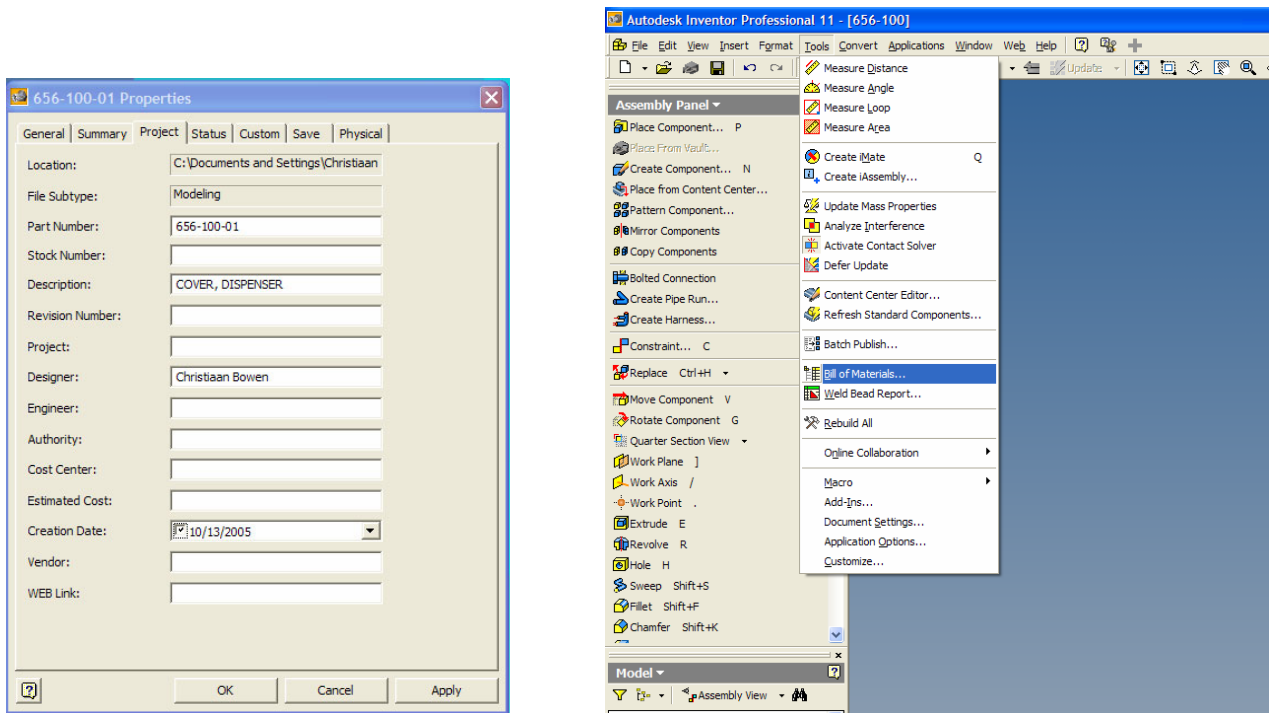 656-100-01 Properties
General Summary Project Status Custom Save Physical
Location: C:\Documents and Settings\Christiaan
File Subtype: Modeling
Part Number: 656-100-01
Stock Number:
Description: COVER, DISPENSER
Revision Number:
Project:
Designer: Christiaan Bowen
Engineer:
Authority:
Cost Center:
Estimated Cost:
Creation Date: 10/13/2005
Vendor:
WEB Link:
OK Cancel Apply
Autodesk Inventor Professional 11 - [656-100]
File Edit View Insert Format Tools Convert Applications Window Web Help
Update
Assembly Panel
Place Component... P
Place From Vault...
Create Component... N
Place from Content Center...
Pattern Component...
Mirror Components
Copy Components
Bolted Connection
Create Pipe Run...
Create Harness...
Constraint... C
Replace Ctrl+H
Move Component V
Rotate Component G
Quarter Section View
Work Plane ]
Work Axis /
Work Point .
Extrude E
Revolve R
Hole H
Sweep Shift+S
Fillet Shift+F
Chamfer Shift+K
Model
Assembly View
Measure Distance
Measure Angle
Measure Loop
Measure Area
Create iMate Q
Create iAssembly...
Update Mass Properties
Analyze Interference
Activate Contact Solver
Defer Update
Content Center Editor...
Refresh Standard Components...
Batch Publish...
Bill of Materials...
Weld Bead Report...
Rebuild All
Online Collaboration
Macro
Add-Ins...
Document Settings...
Application Options...
Customize...